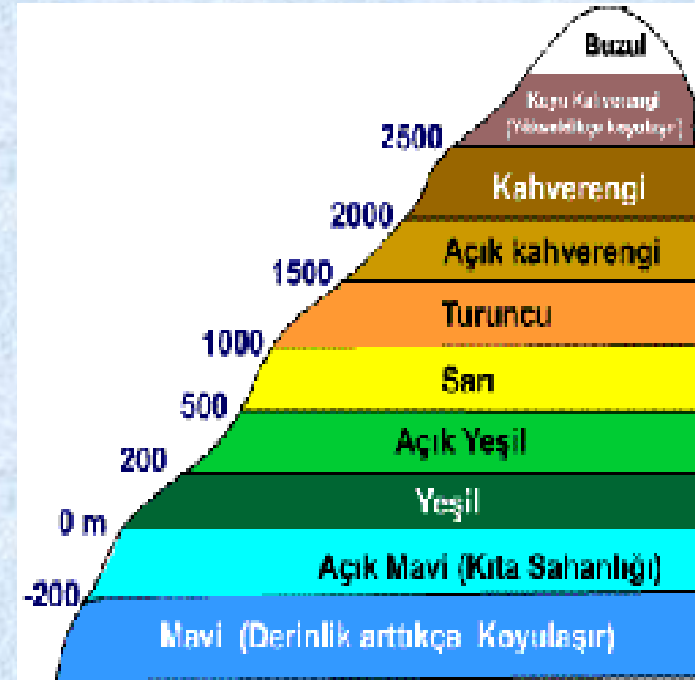 Buzul
Koyu Kahverengi
(Yükseldikçe koyulaşır)
2500
Kahverengi
2000
Açık kahverengi
1500
Turuncu
1000
Sarı
500
Açık Yeşil
200
Yeşil
0 m
Açık Mavi (Kıta Sahanlığı)
-200
Mavi (Derinlik arttıkça Koyulaşır)